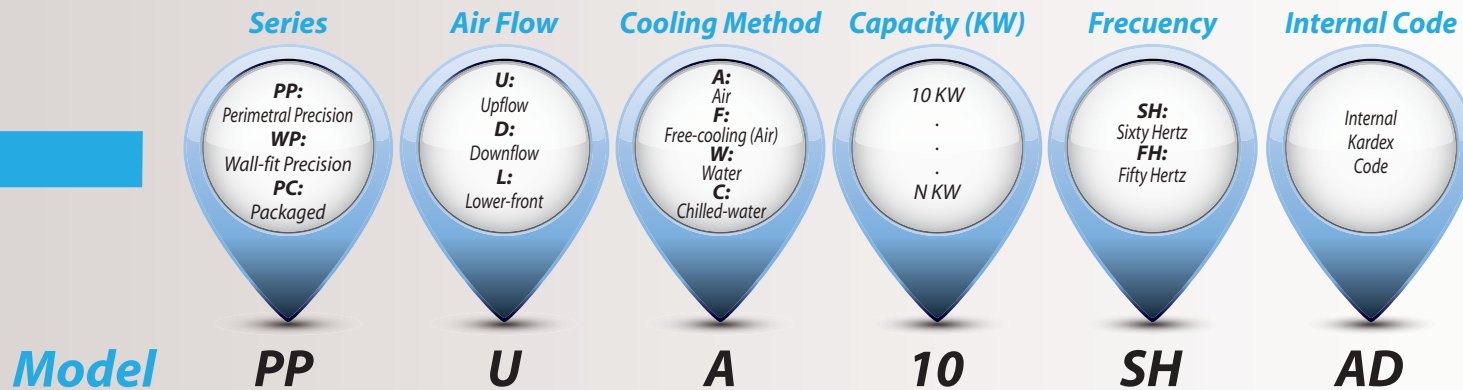 Series Air Flow Cooling Method Capacity (KW) Frecuency Internal Code
PP:
Perimetral Precision
WP:
Wall-fit Precision
PC:
Packaged
U:
Upflow
D:
Downflow
L:
Lower-front
A:
Air
F:
Free-cooling (Air)
W:
Water
C:
Chilled-water
10 KW
.
.
.
N KW
SH:
Sixty Hertz
FH:
Fifty Hertz
Internal
Kardex
Code
Model PP U A 10 SH AD